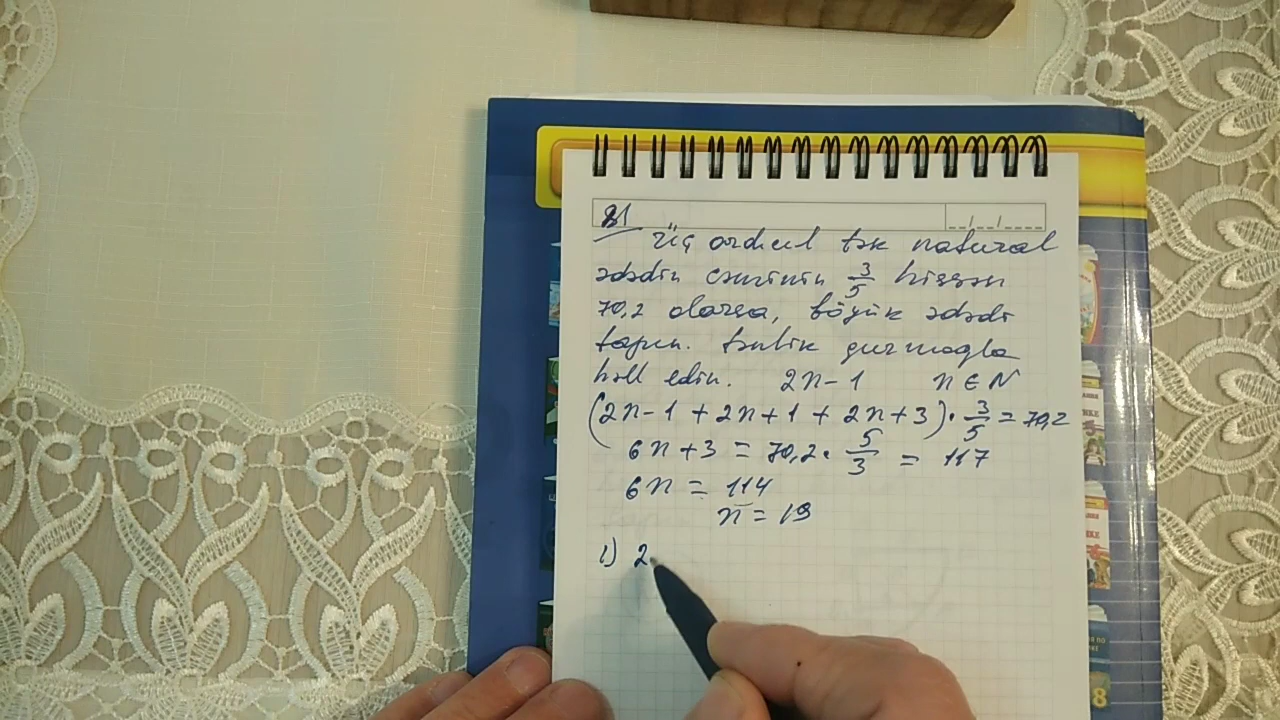 81
Üç ardıcıl tək natural
ədədin cəminin 3/5 hissəsi
70,2 olarsa, böyük ədədi
tapın. tənlik qurmaqla
həll edin. 2n-1 n∈N
(2n-1+2n+1+2n+3)·3/5=70,2
6n+3=70,2·5/3=117
6n=114
n=19
1) 2
8